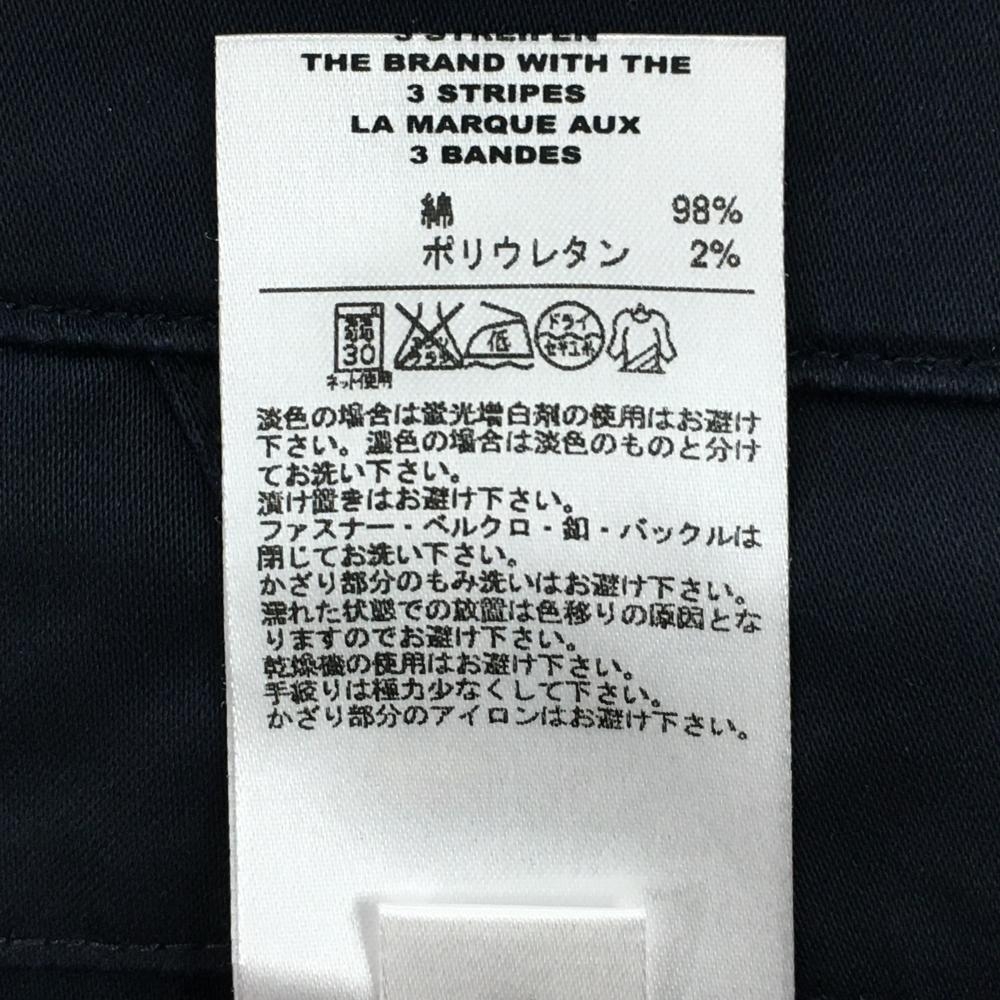 3 STREIFEN
THE BRAND WITH THE
3 STRIPES
LA MARQUE AUX
3 BANDES
綿 98%
ポリウレタン 2%
30
ネット使用
低
ドライ
セキユ系
淡色の場合は蛍光増白剤の使用はお避け
下さい。濃色の場合は淡色のものと分け
てお洗い下さい。
漬け置きはお避け下さい。
ファスナー・ベルクロ・釦・バックルは
閉じてお洗い下さい。
かざり部分のもみ洗いはお避け下さい。
濡れた状態での放置は色移りの原因とな
りますのでお避け下さい。
乾燥機の使用はお避け下さい。
手絞りは極力少なくして下さい。
かざり部分のアイロンはお避け下さい。